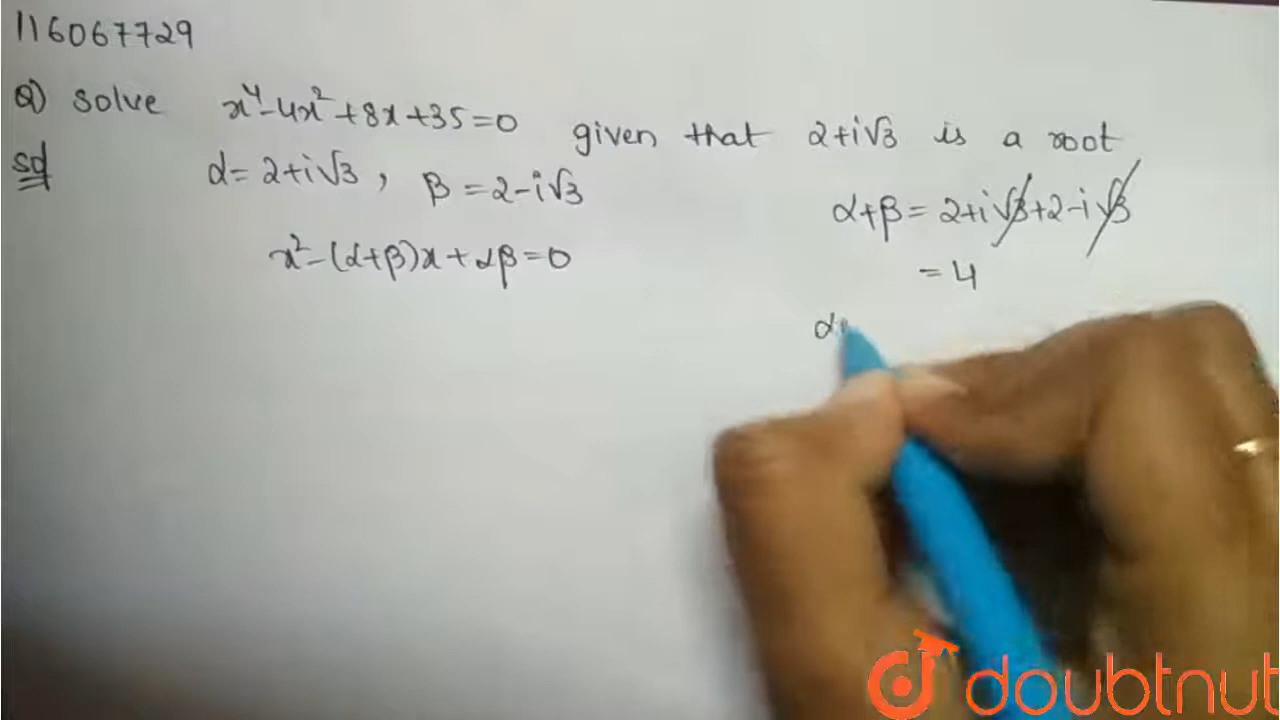 116067729
Q) solve x⁴-4x²+8x+35=0 given that 2+i√3 is a root
sol α=2+i√3, β=2-i√3
α+β=2+i√3+2-i√3
x²-(α+β)x+αβ=0
=4
α
doubtnut